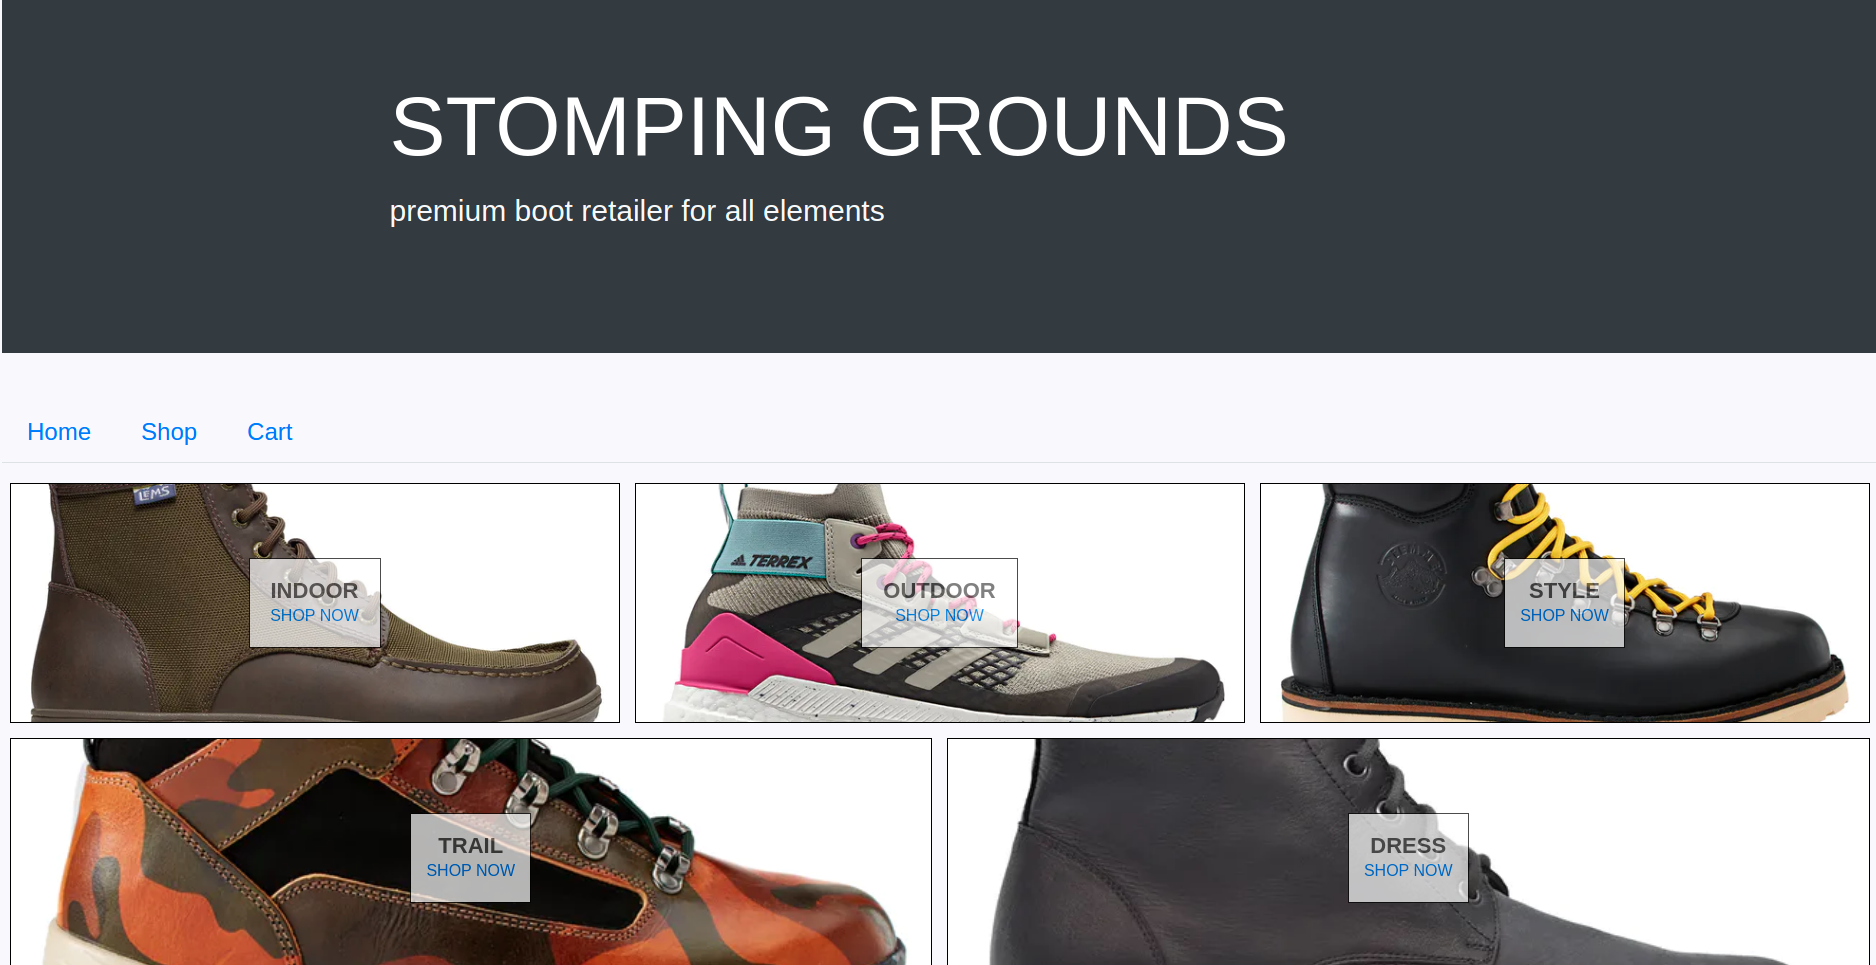 STOMPING GROUNDS
premium boot retailer for all elements
Home Shop Cart
LEMS
TERREX
INDOOR
SHOP NOW
OUTDOOR
SHOP NOW
STYLE
SHOP NOW
TRAIL
SHOP NOW
DRESS
SHOP NOW